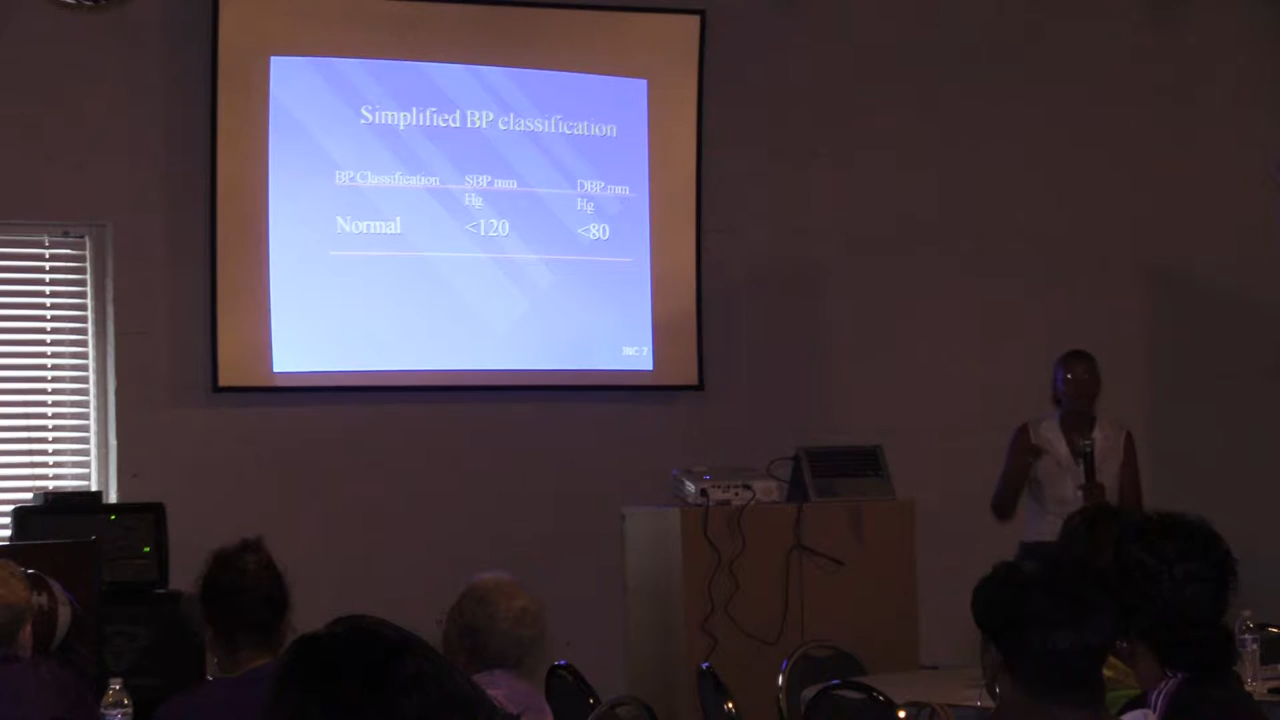 Simplified BP classification
BP Classification SBP mm Hg DBP mm Hg
Normal <120 <80
JNC 7